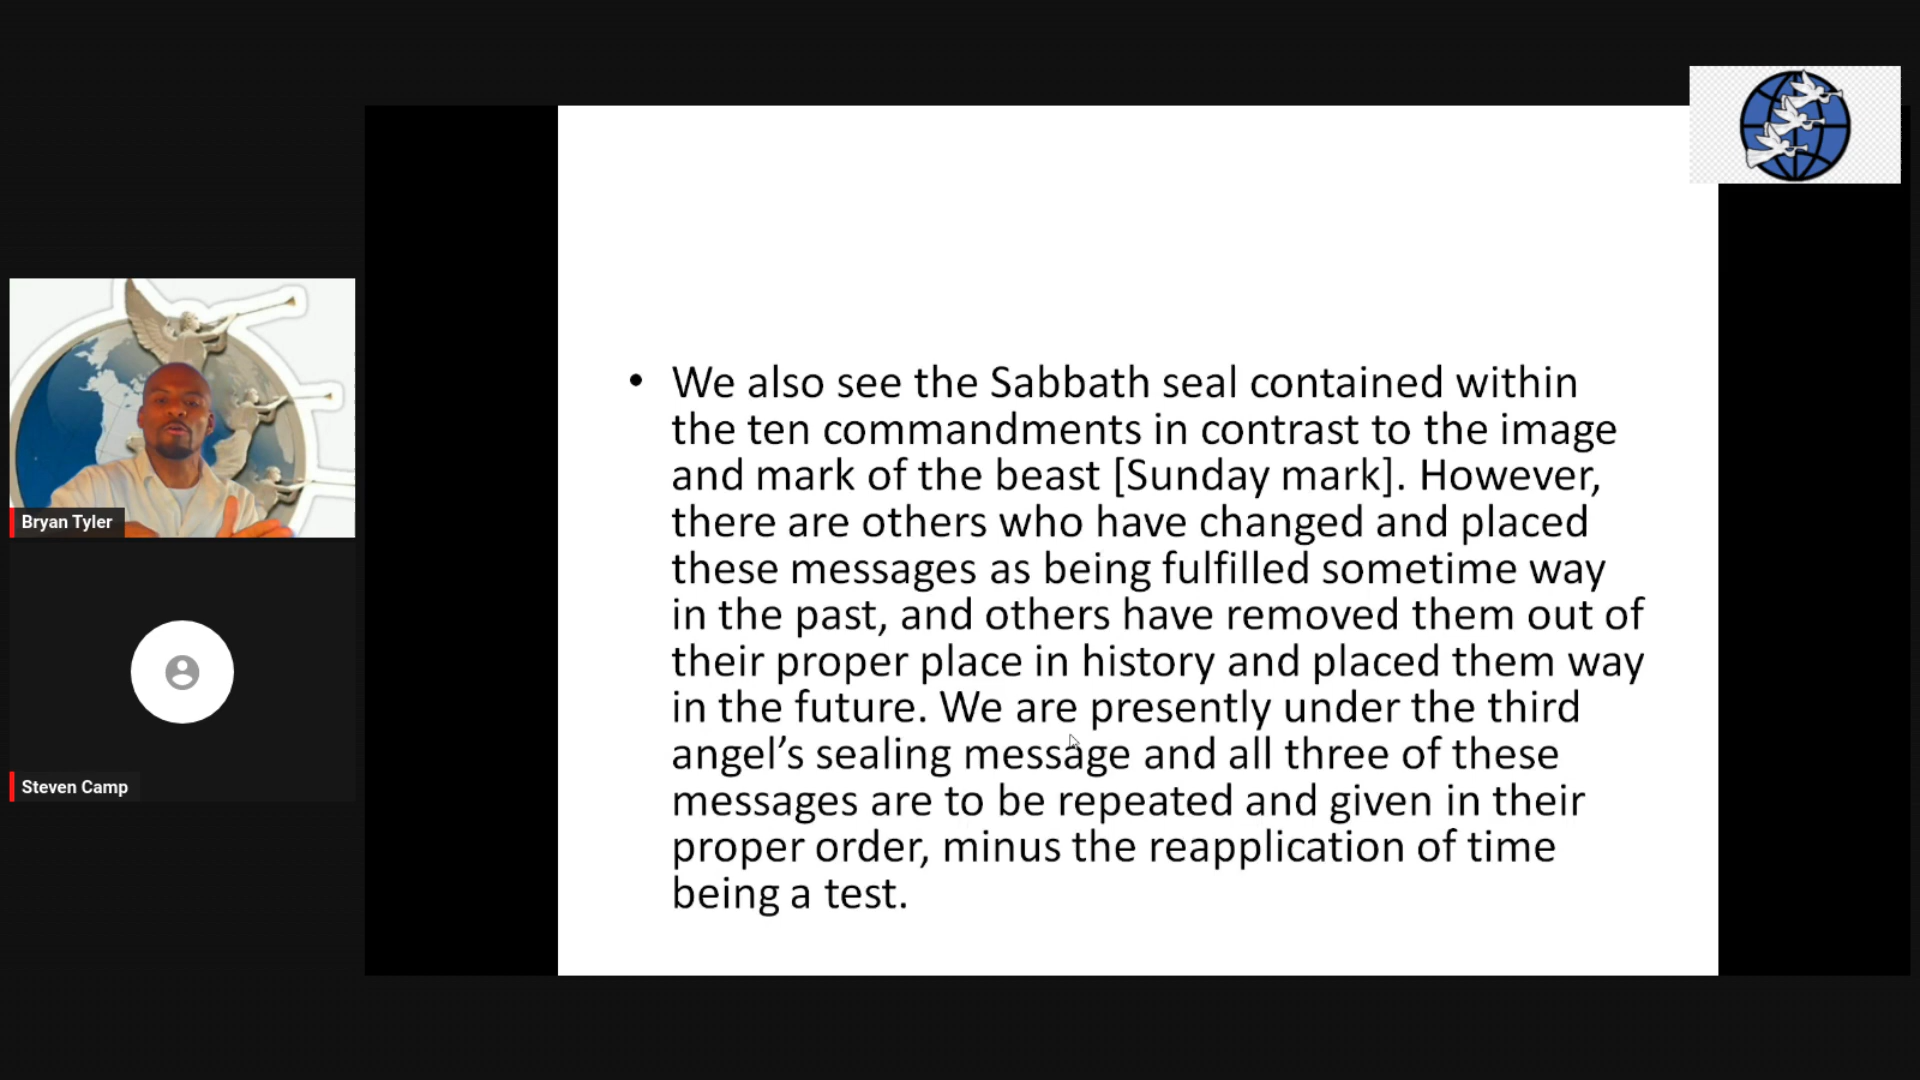 Bryan Tyler
Steven Camp
• We also see the Sabbath seal contained within
the ten commandments in contrast to the image
and mark of the beast [Sunday mark]. However,
there are others who have changed and placed
these messages as being fulfilled sometime way
in the past, and others have removed them out of
their proper place in history and placed them way
in the future. We are presently under the third
angel’s sealing message and all three of these
messages are to be repeated and given in their
proper order, minus the reapplication of time
being a test.